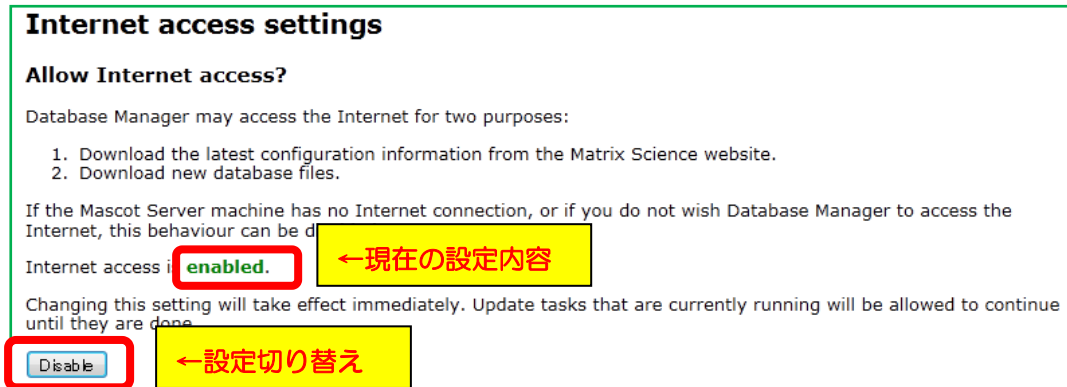 Internet access settings
Allow Internet access?
Database Manager may access the Internet for two purposes:
1. Download the latest configuration information from the Matrix Science website.
2. Download new database files.
If the Mascot Server machine has no Internet connection, or if you do not wish Database Manager to access the
Internet, this behaviour can be d
←現在の設定内容
Internet access i enabled.
Changing this setting will take effect immediately. Update tasks that are currently running will be allowed to continue
until they are done
Disable
←設定切り替え